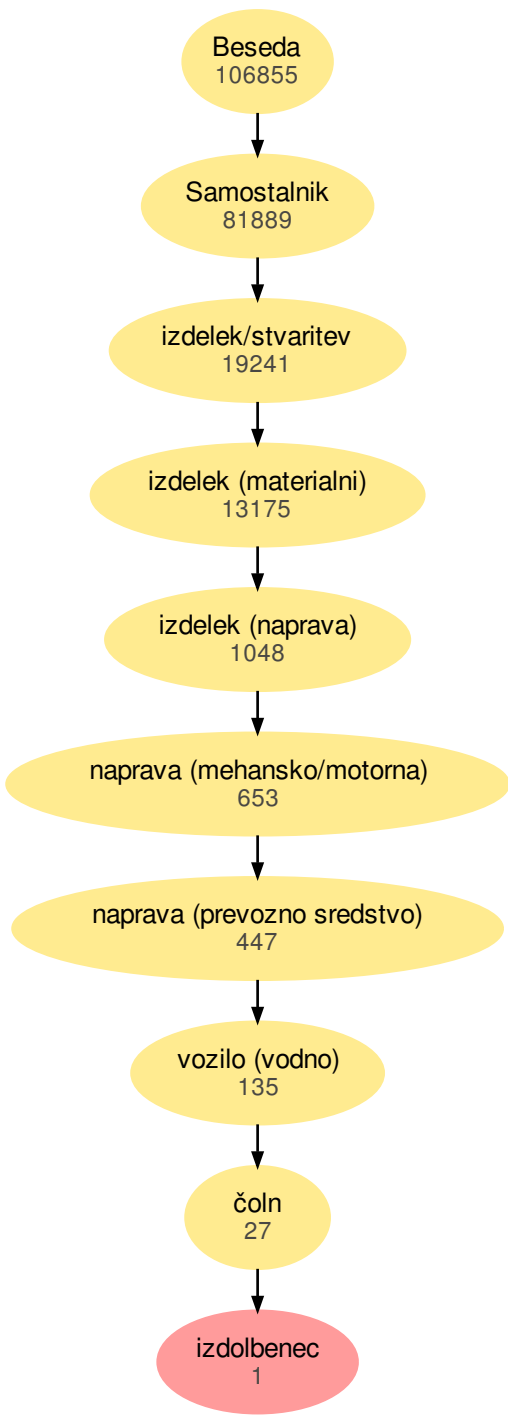 Beseda
106855
Samostalnik
81889
izdelek/stvaritev
19241
izdelek (materialni)
13175
izdelek (naprava)
1048
naprava (mehansko/motorna)
653
naprava (prevozno sredstvo)
447
vozilo (vodno)
135
čoln
27
izdolbenec
1